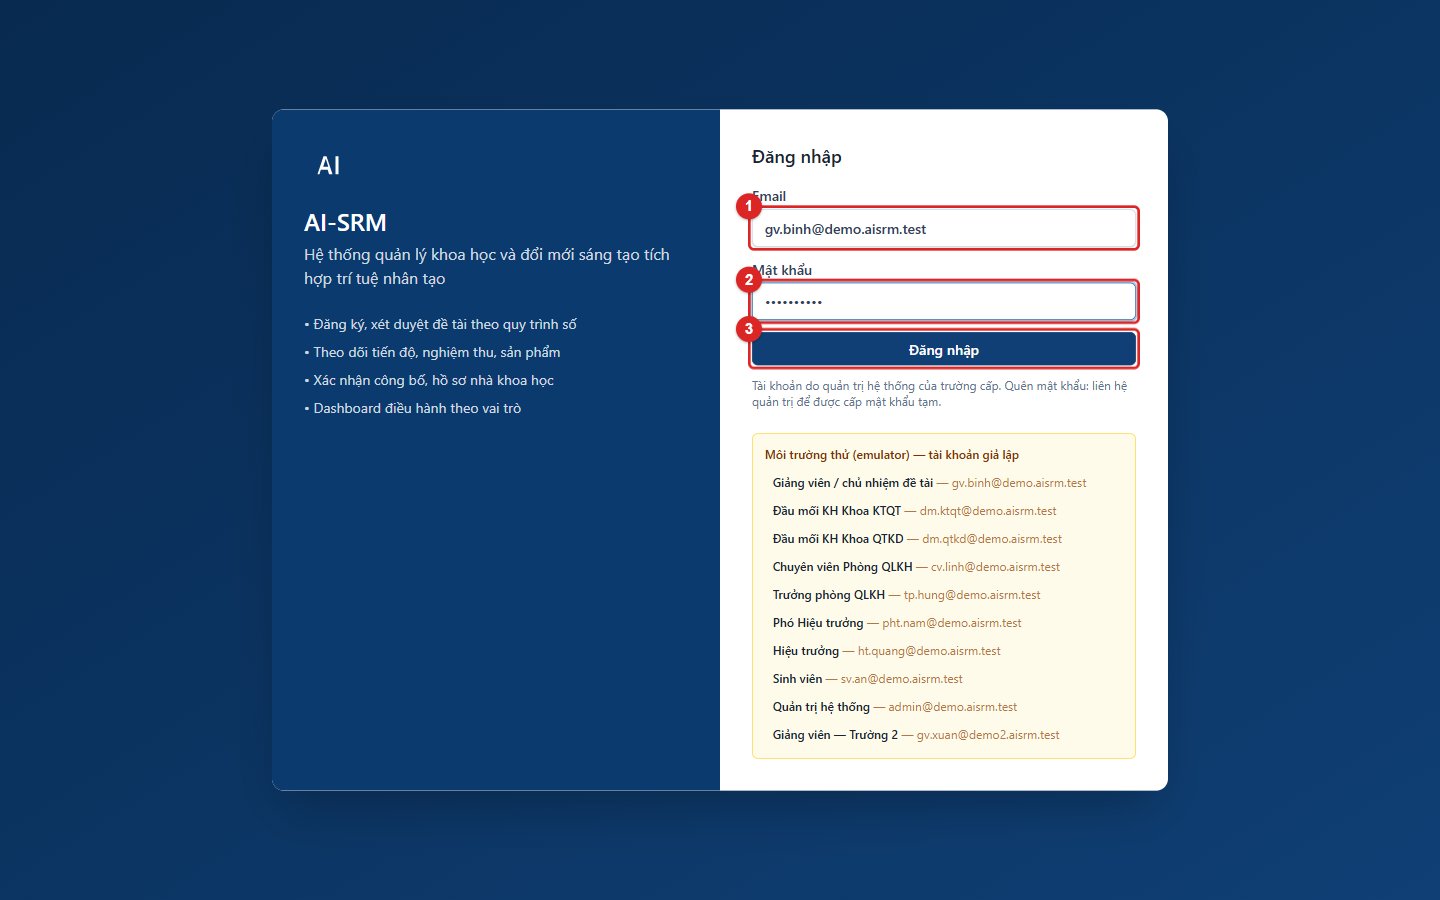 AI
AI-SRM
Hệ thống quản lý khoa học và đổi mới sáng tạo tích
hợp trí tuệ nhân tạo
• Đăng ký, xét duyệt đề tài theo quy trình số
• Theo dõi tiến độ, nghiệm thu, sản phẩm
• Xác nhận công bố, hồ sơ nhà khoa học
• Dashboard điều hành theo vai trò
Đăng nhập
Email
1
gv.binh@demo.aisrm.test
Mật khẩu
2
••••••••••
3
Đăng nhập
Tài khoản do quản trị hệ thống của trường cấp. Quên mật khẩu: liên hệ
quản trị để được cấp mật khẩu tạm.
Môi trường thử (emulator) — tài khoản giả lập
Giảng viên / chủ nhiệm đề tài — gv.binh@demo.aisrm.test
Đầu mối KH Khoa KTQT — dm.ktqt@demo.aisrm.test
Đầu mối KH Khoa QTKD — dm.qtkd@demo.aisrm.test
Chuyên viên Phòng QLKH — cv.linh@demo.aisrm.test
Trưởng phòng QLKH — tp.hung@demo.aisrm.test
Phó Hiệu trưởng — pht.nam@demo.aisrm.test
Hiệu trưởng — ht.quang@demo.aisrm.test
Sinh viên — sv.an@demo.aisrm.test
Quản trị hệ thống — admin@demo.aisrm.test
Giảng viên — Trường 2 — gv.xuan@demo2.aisrm.test